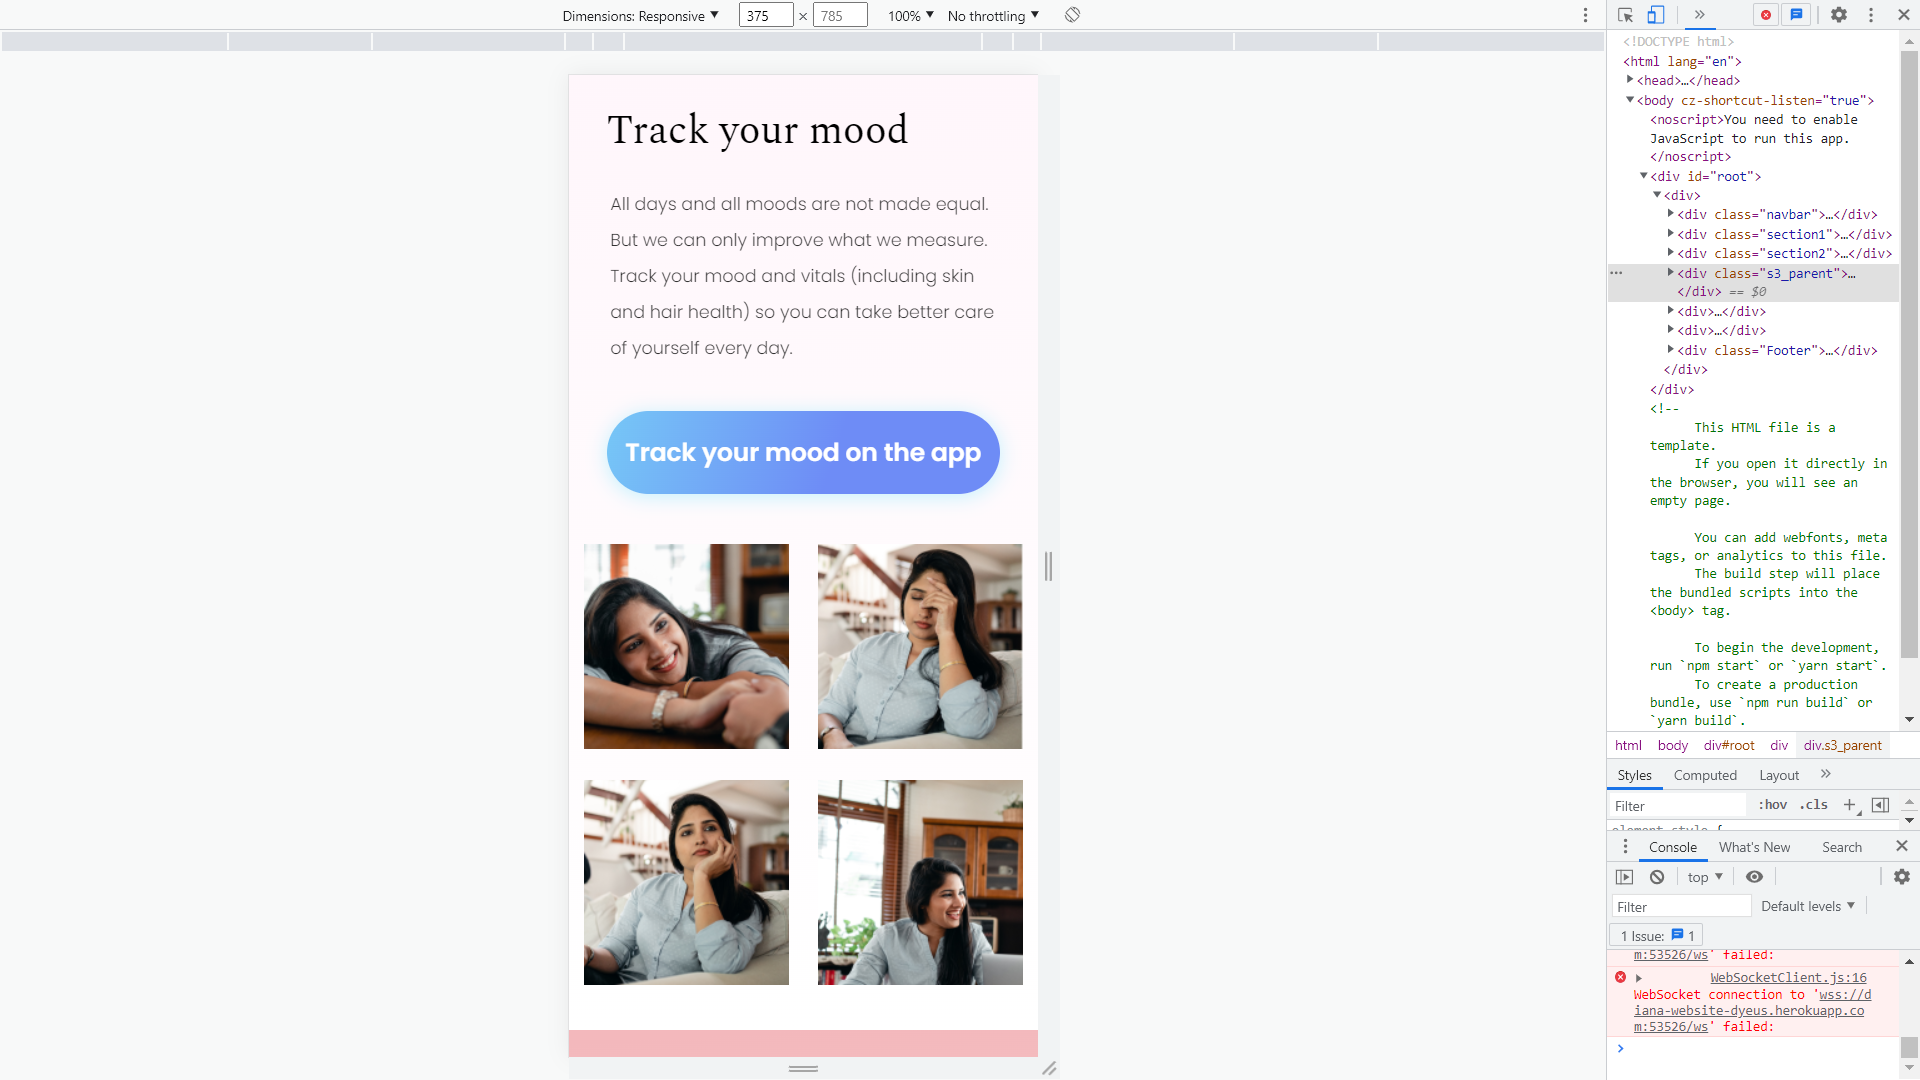 Dimensions: Responsive ▼ 375 × 785 100% ▼ No throttling ▼
Track your mood
All days and all moods are not made equal.
But we can only improve what we measure.
Track your mood and vitals (including skin
and hair health) so you can take better care
of yourself every day.
Track your mood on the app
<!DOCTYPE html>
<html lang="en">
<head>…</head>
<body cz-shortcut-listen="true">
<noscript>You need to enable
JavaScript to run this app.
</noscript>
<div id="root">
<div>
<div class="navbar">…</div>
<div class="section1">…</div>
<div class="section2">…</div>
<div class="s3_parent">…
</div> == $0
<div>…</div>
<div>…</div>
<div class="Footer">…</div>
</div>
</div>
<!--
This HTML file is a
template.
If you open it directly in
the browser, you will see an
empty page.
You can add webfonts, meta
tags, or analytics to this file.
The build step will place
the bundled scripts into the
<body> tag.
To begin the development,
run `npm start` or `yarn start`.
To create a production
bundle, use `npm run build` or
`yarn build`.
html body div#root div div.s3_parent
Styles Computed Layout »
Filter :hov .cls +
element.style {
Console What's New Search
top ▼
Filter Default levels ▼
1 Issue: 1
m:53526/ws' failed:
WebSocketClient.js:16
WebSocket connection to 'wss://d
iana-website-dyeus.herokuapp.co
m:53526/ws' failed: